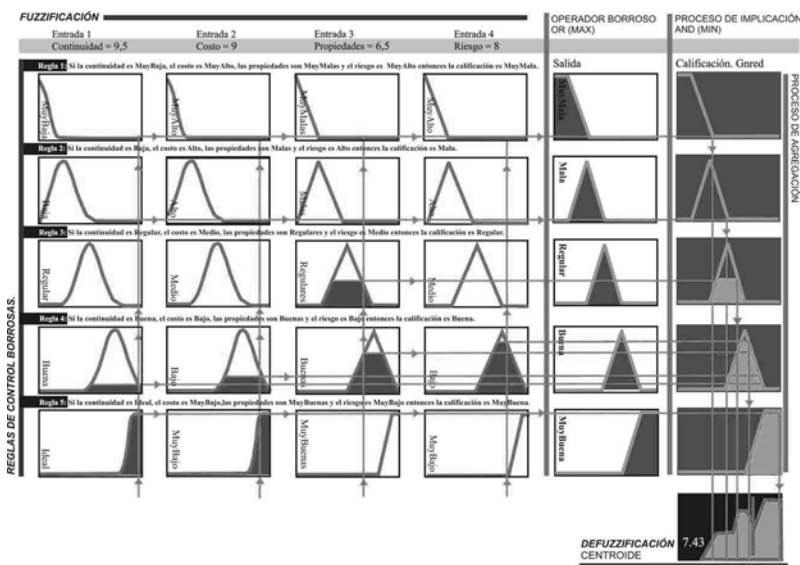 FUZZIFICACIÓN
OPERADOR BORROSO
OR (MAX)
PROCESO DE IMPLICACIÓN
AND (MIN)
Entrada 1
Continuidad = 9,5
Entrada 2
Costo = 9
Entrada 3
Propiedades = 6,5
Entrada 4
Riesgo = 8
Regla 1: Si la continuidad es MuyBaja, el costo es MuyAlto, las propiedades son MuyMalas y el riesgo es MuyAlto entonces la calificación es MuyMala.
Salida
Calificación. Gnred
MuyBaja
MuyAlto
MuyMalas
MuyAlto
MuyMala
PROCESO DE AGREGACIÓN
Regla 2: Si la continuidad es Baja, el costo es Alto, las propiedades son Malas y el riesgo es Alto entonces la calificación es Mala.
Baja
Alto
Malas
Alto
Mala
Regla 3: Si la continuidad es Regular, el costo es Medio, las propiedades son Regulares y el riesgo es Medio entonces la calificación es Regular.
Regular
Medio
Regulares
Medio
Regular
REGLAS DE CONTROL BORROSAS.
Regla 4: Si la continuidad es Buena, el costo es Bajo, las propiedades son Buenas y el riesgo es Bajo entonces la calificación es Buena.
Buena
Bajo
Buenas
Bajo
Buena
Regla 5: Si la continuidad es Ideal, el costo es MuyBajo,las propiedades son MuyBuenas y el riesgo es MuyBajo entonces la calificación es MuyBuena.
Ideal
MuyBajo
MuyBuenas
MuyBajo
MuyBuena
DEFUZZIFICACIÓN
CENTROIDE
7.43